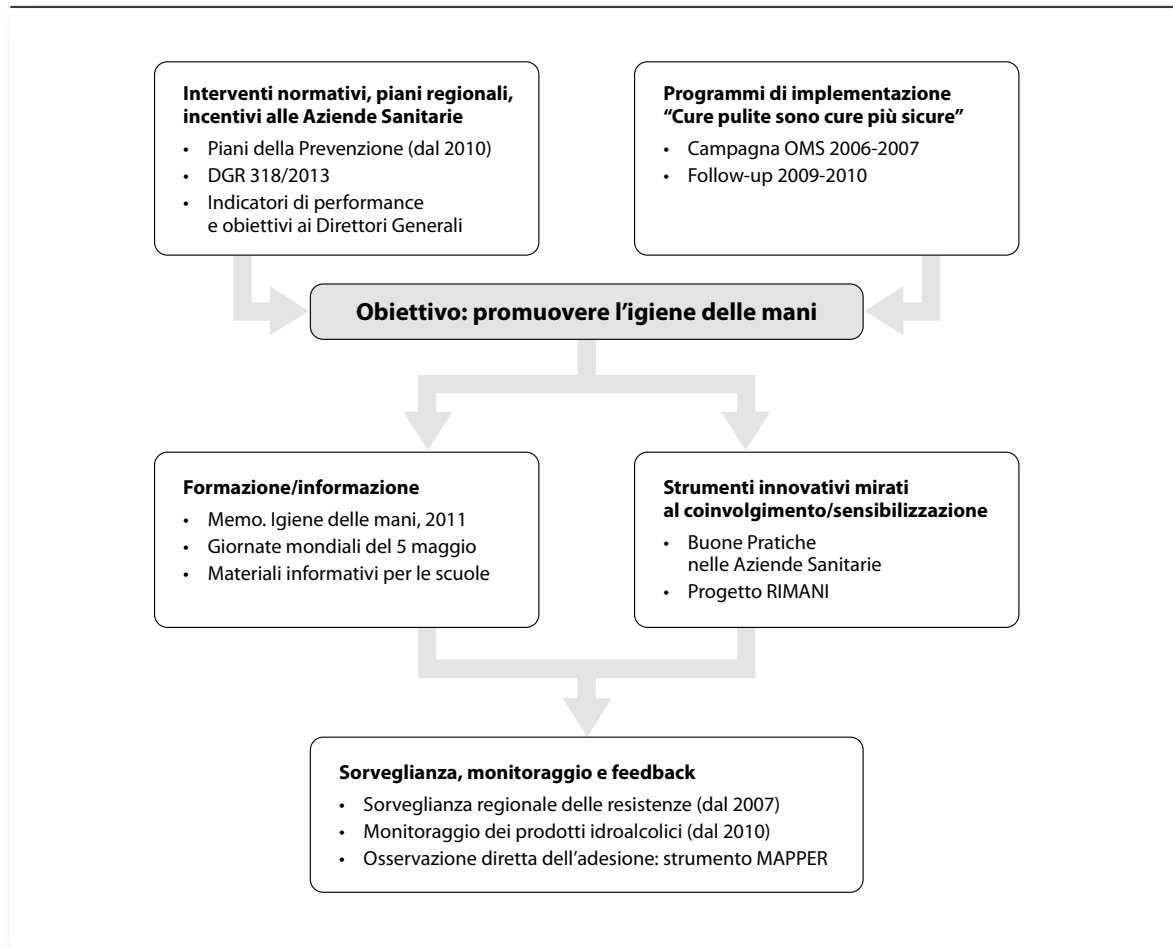 Interventi normativi, piani regionali,
incentivi alle Aziende Sanitarie
• Piani della Prevenzione (dal 2010)
• DGR 318/2013
• Indicatori di performance
e obiettivi ai Direttori Generali
Programmi di implementazione
“Cure pulite sono cure più sicure”
• Campagna OMS 2006-2007
• Follow-up 2009-2010
Obiettivo: promuovere l’igiene delle mani
Formazione/informazione
• Memo. Igiene delle mani, 2011
• Giornate mondiali del 5 maggio
• Materiali informativi per le scuole
Strumenti innovativi mirati
al coinvolgimento/sensibilizzazione
• Buone Pratiche
nelle Aziende Sanitarie
• Progetto RIMANI
Sorveglianza, monitoraggio e feedback
• Sorveglianza regionale delle resistenze (dal 2007)
• Monitoraggio dei prodotti idroalcolici (dal 2010)
• Osservazione diretta dell’adesione: strumento MAPPER